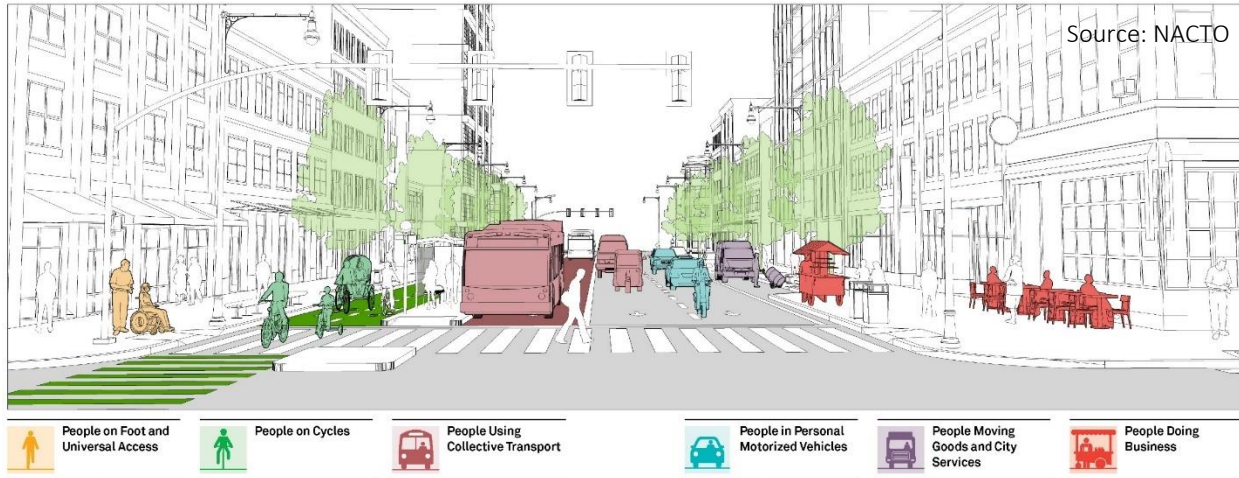 Source: NACTO
People on Foot and
Universal Access
People on Cycles
People Using
Collective Transport
People in Personal
Motorized Vehicles
People Moving
Goods and City
Services
People Doing
Business